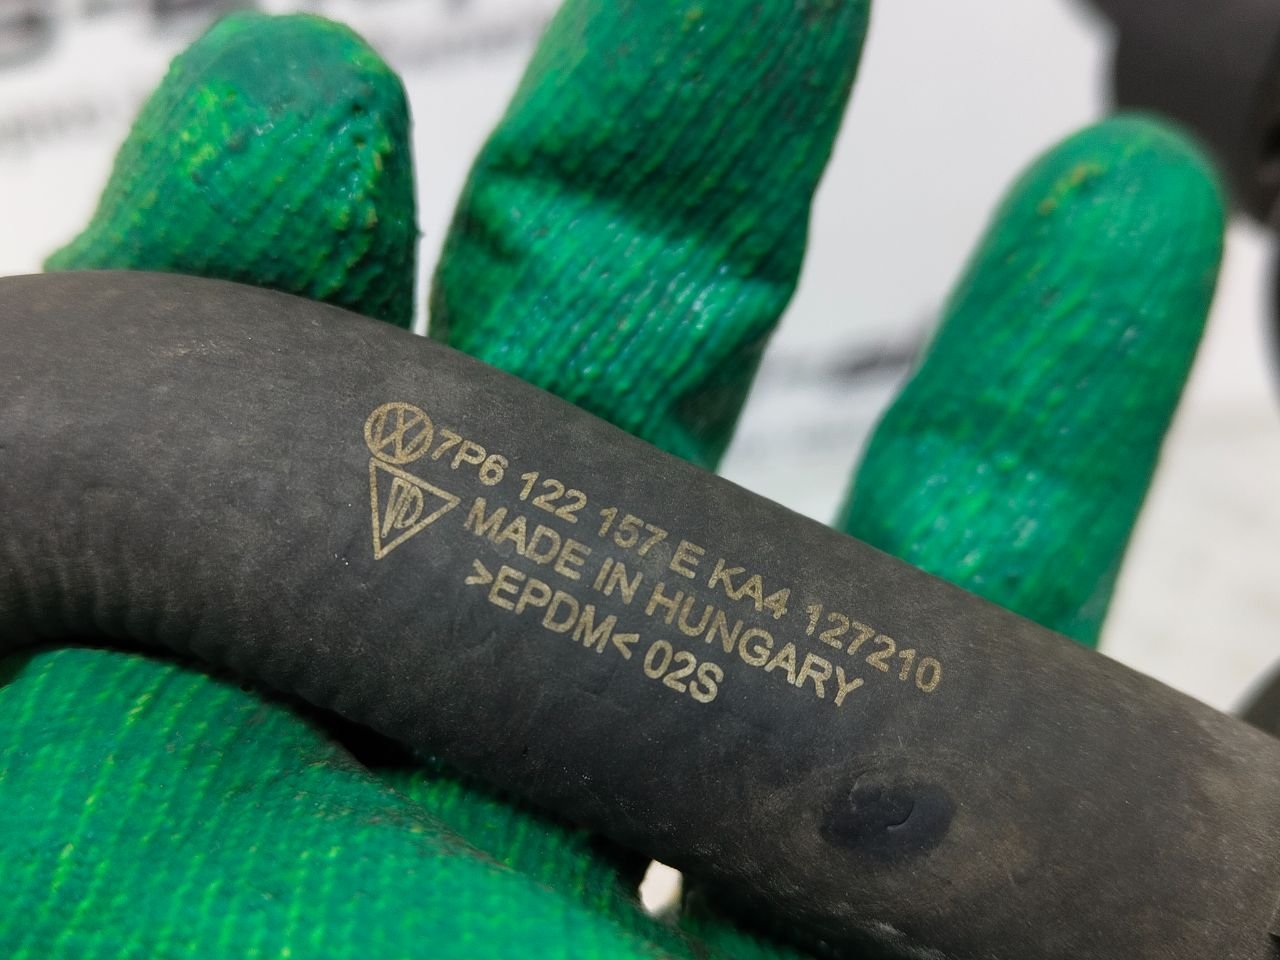 7P6 122 157 E KA4 127210
MADE IN HUNGARY
>EPDM< 02S